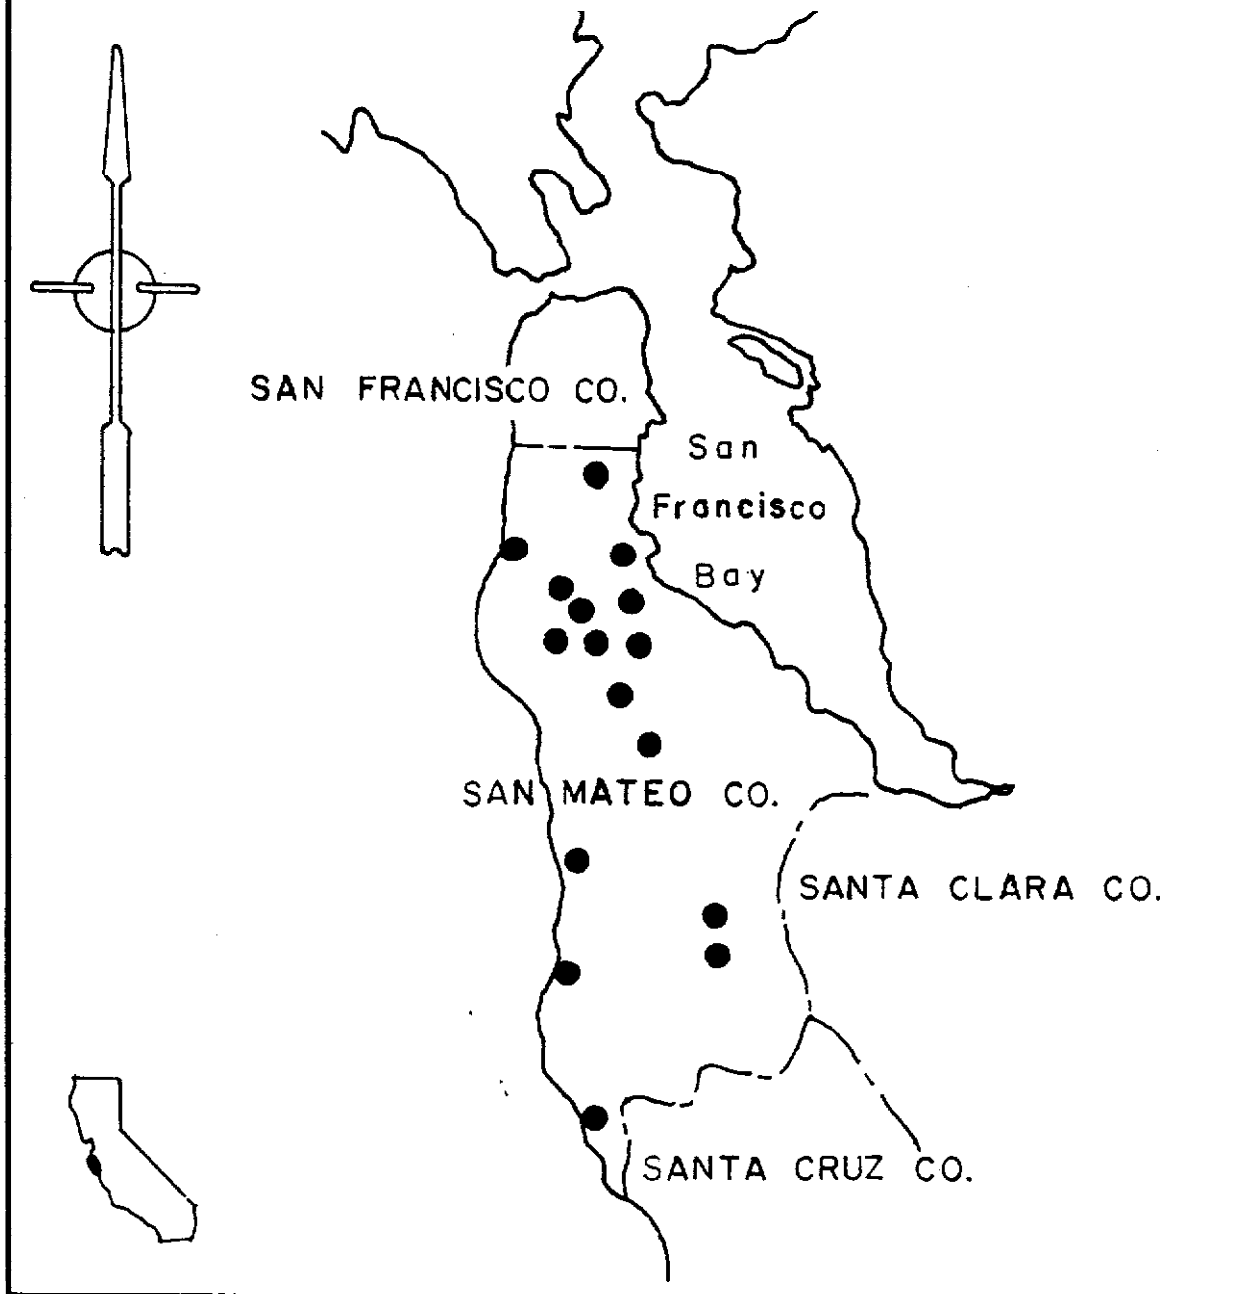 SAN FRANCISCO CO.
San
Francisco
Bay
SAN MATEO CO.
SANTA CLARA CO.
SANTA CRUZ CO.